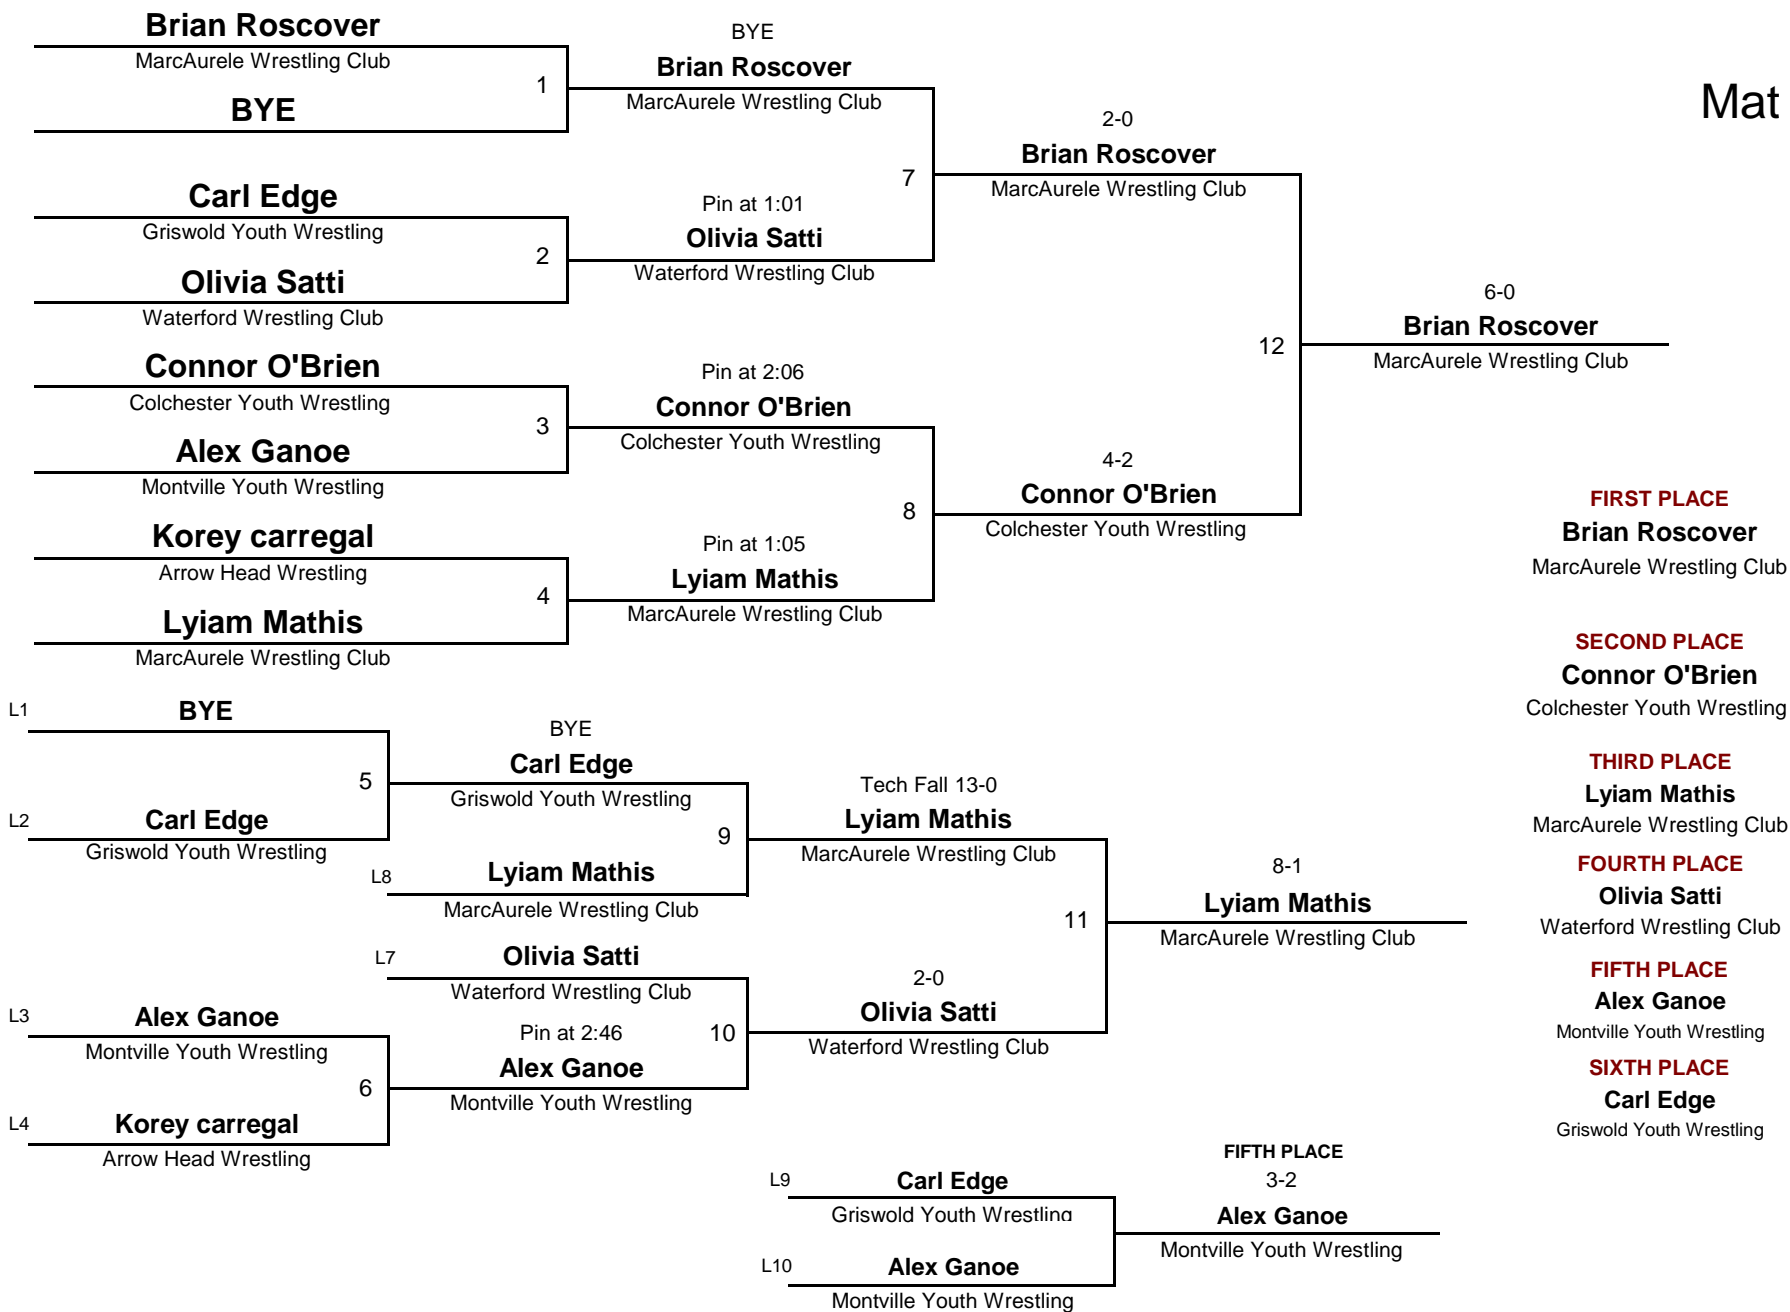 Brian Roscover
MarcAurele Wrestling Club
1
BYE
Carl Edge
Griswold Youth Wrestling
2
Olivia Satti
Waterford Wrestling Club
Connor O'Brien
Colchester Youth Wrestling
3
Alex Ganoe
Montville Youth Wrestling
Korey carregal
Arrow Head Wrestling
4
Lyiam Mathis
MarcAurele Wrestling Club
BYE
Brian Roscover
MarcAurele Wrestling Club
7
Pin at 1:01
Olivia Satti
Waterford Wrestling Club
Pin at 2:06
Connor O'Brien
Colchester Youth Wrestling
8
Pin at 1:05
Lyiam Mathis
MarcAurele Wrestling Club
2-0
Brian Roscover
MarcAurele Wrestling Club
12
4-2
Connor O'Brien
Colchester Youth Wrestling
6-0
Brian Roscover
MarcAurele Wrestling Club
Mat
FIRST PLACE
Brian Roscover
MarcAurele Wrestling Club
SECOND PLACE
Connor O'Brien
Colchester Youth Wrestling
THIRD PLACE
Lyiam Mathis
MarcAurele Wrestling Club
FOURTH PLACE
Olivia Satti
Waterford Wrestling Club
FIFTH PLACE
Alex Ganoe
Montville Youth Wrestling
SIXTH PLACE
Carl Edge
Griswold Youth Wrestling
L1
BYE
5
L2
Carl Edge
Griswold Youth Wrestling
L3
Alex Ganoe
Montville Youth Wrestling
6
L4
Korey carregal
Arrow Head Wrestling
BYE
Carl Edge
Griswold Youth Wrestling
9
L8
Lyiam Mathis
MarcAurele Wrestling Club
L7
Olivia Satti
Waterford Wrestling Club
Pin at 2:46
10
Alex Ganoe
Montville Youth Wrestling
Tech Fall 13-0
Lyiam Mathis
MarcAurele Wrestling Club
11
2-0
Olivia Satti
Waterford Wrestling Club
8-1
Lyiam Mathis
MarcAurele Wrestling Club
L9
Carl Edge
Griswold Youth Wrestling
L10
Alex Ganoe
Montville Youth Wrestling
FIFTH PLACE
3-2
Alex Ganoe
Montville Youth Wrestling